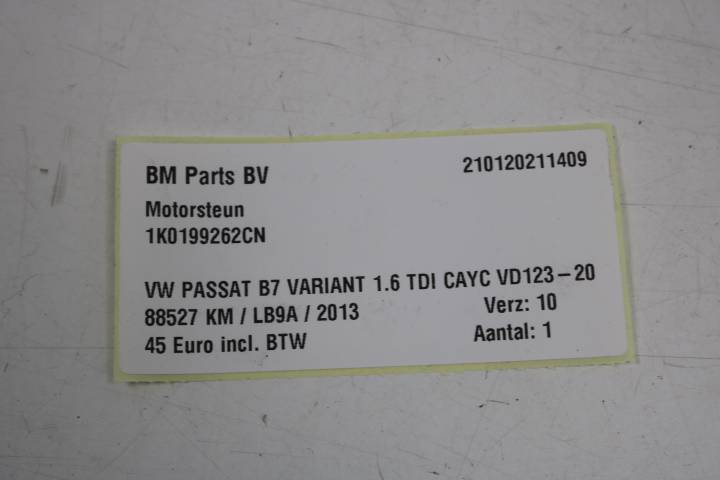 BM Parts BV 210120211409
Motorsteun
1K0199262CN
VW PASSAT B7 VARIANT 1.6 TDI CAYC VD123-20
88527 KM / LB9A / 2013 Verz: 10
45 Euro incl. BTW Aantal: 1